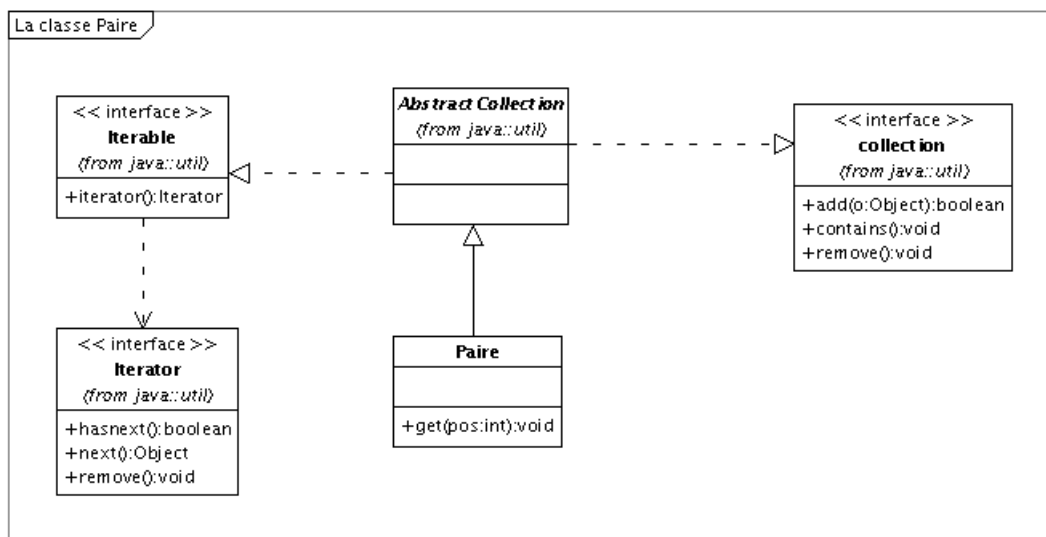 La classe Paire
<< interface >>
Iterable
(from java::util)
+iterator():Iterator
Abstract Collection
(from java::util)
<< interface >>
collection
(from java::util)
+add(o:Object):boolean
+contains():void
+remove():void
<< interface >>
Iterator
(from java::util)
+hasnext():boolean
+next():Object
+remove():void
Paire
+get(pos:int):void